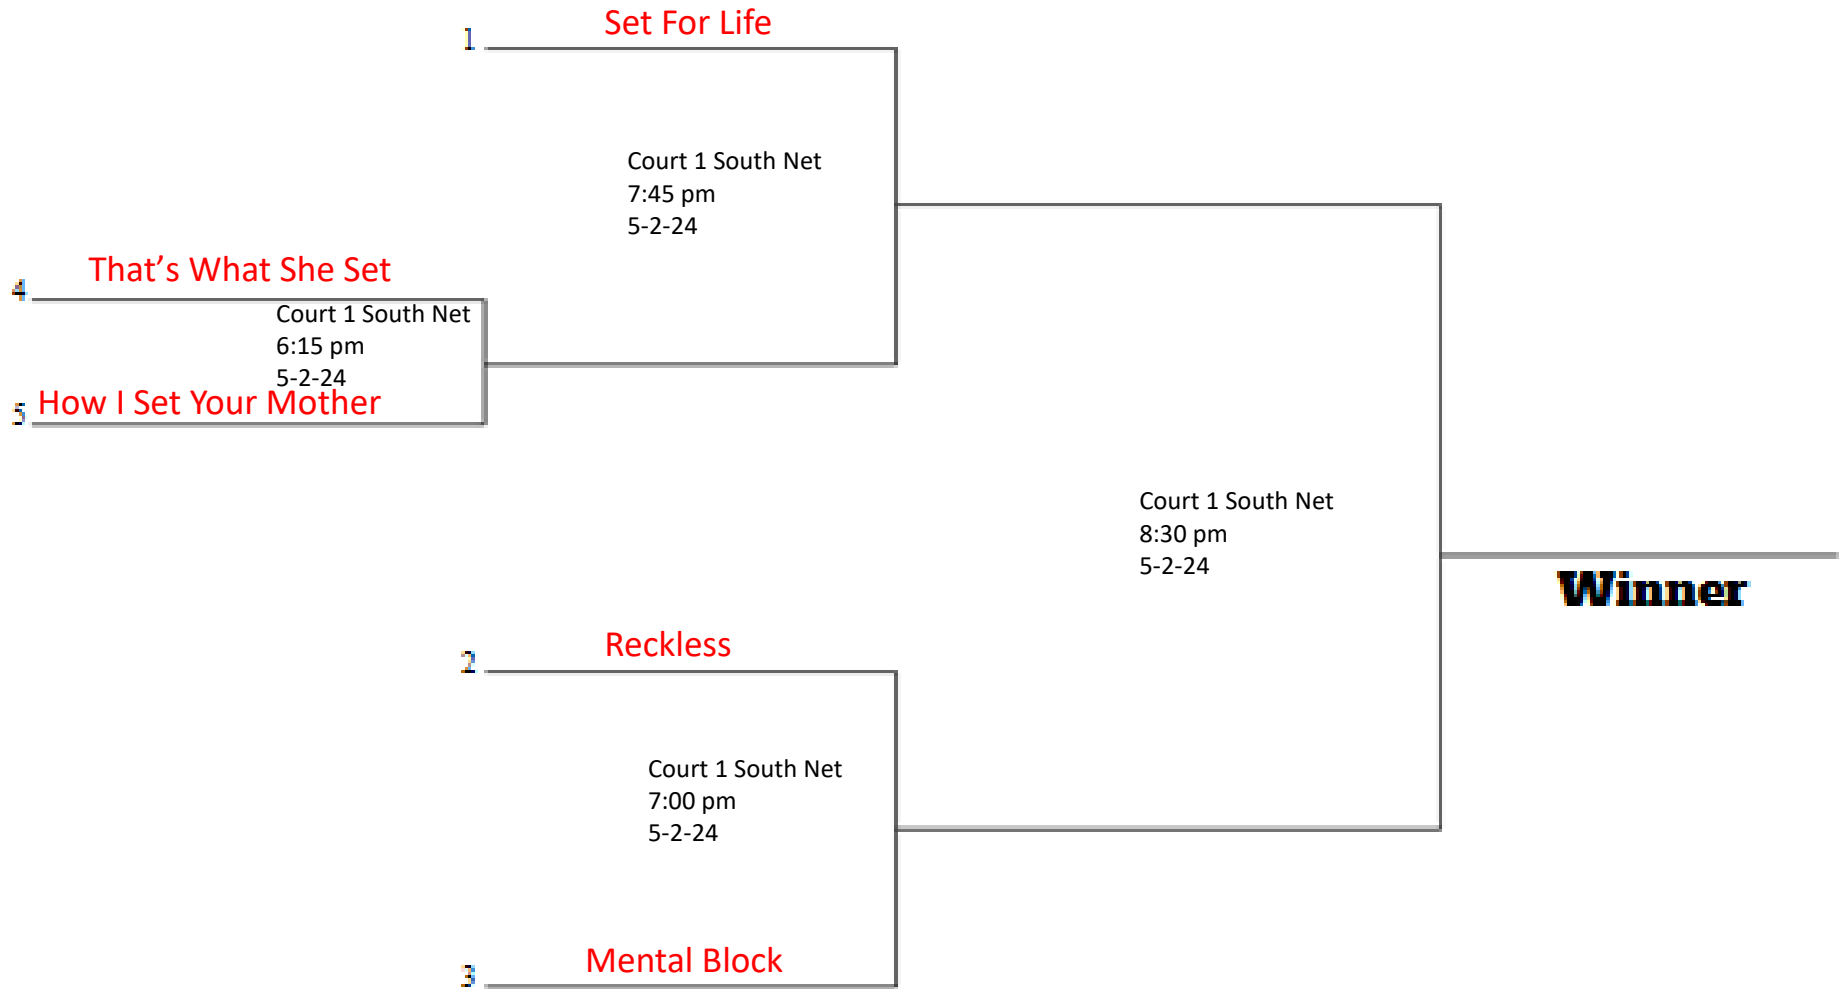 Set For Life
1
Court 1 South Net
7:45 pm
5-2-24
That’s What She Set
4
Court 1 South Net
6:15 pm
5-2-24
How I Set Your Mother
5
Court 1 South Net
8:30 pm
5-2-24
Winner
Reckless
2
Court 1 South Net
7:00 pm
5-2-24
Mental Block
3